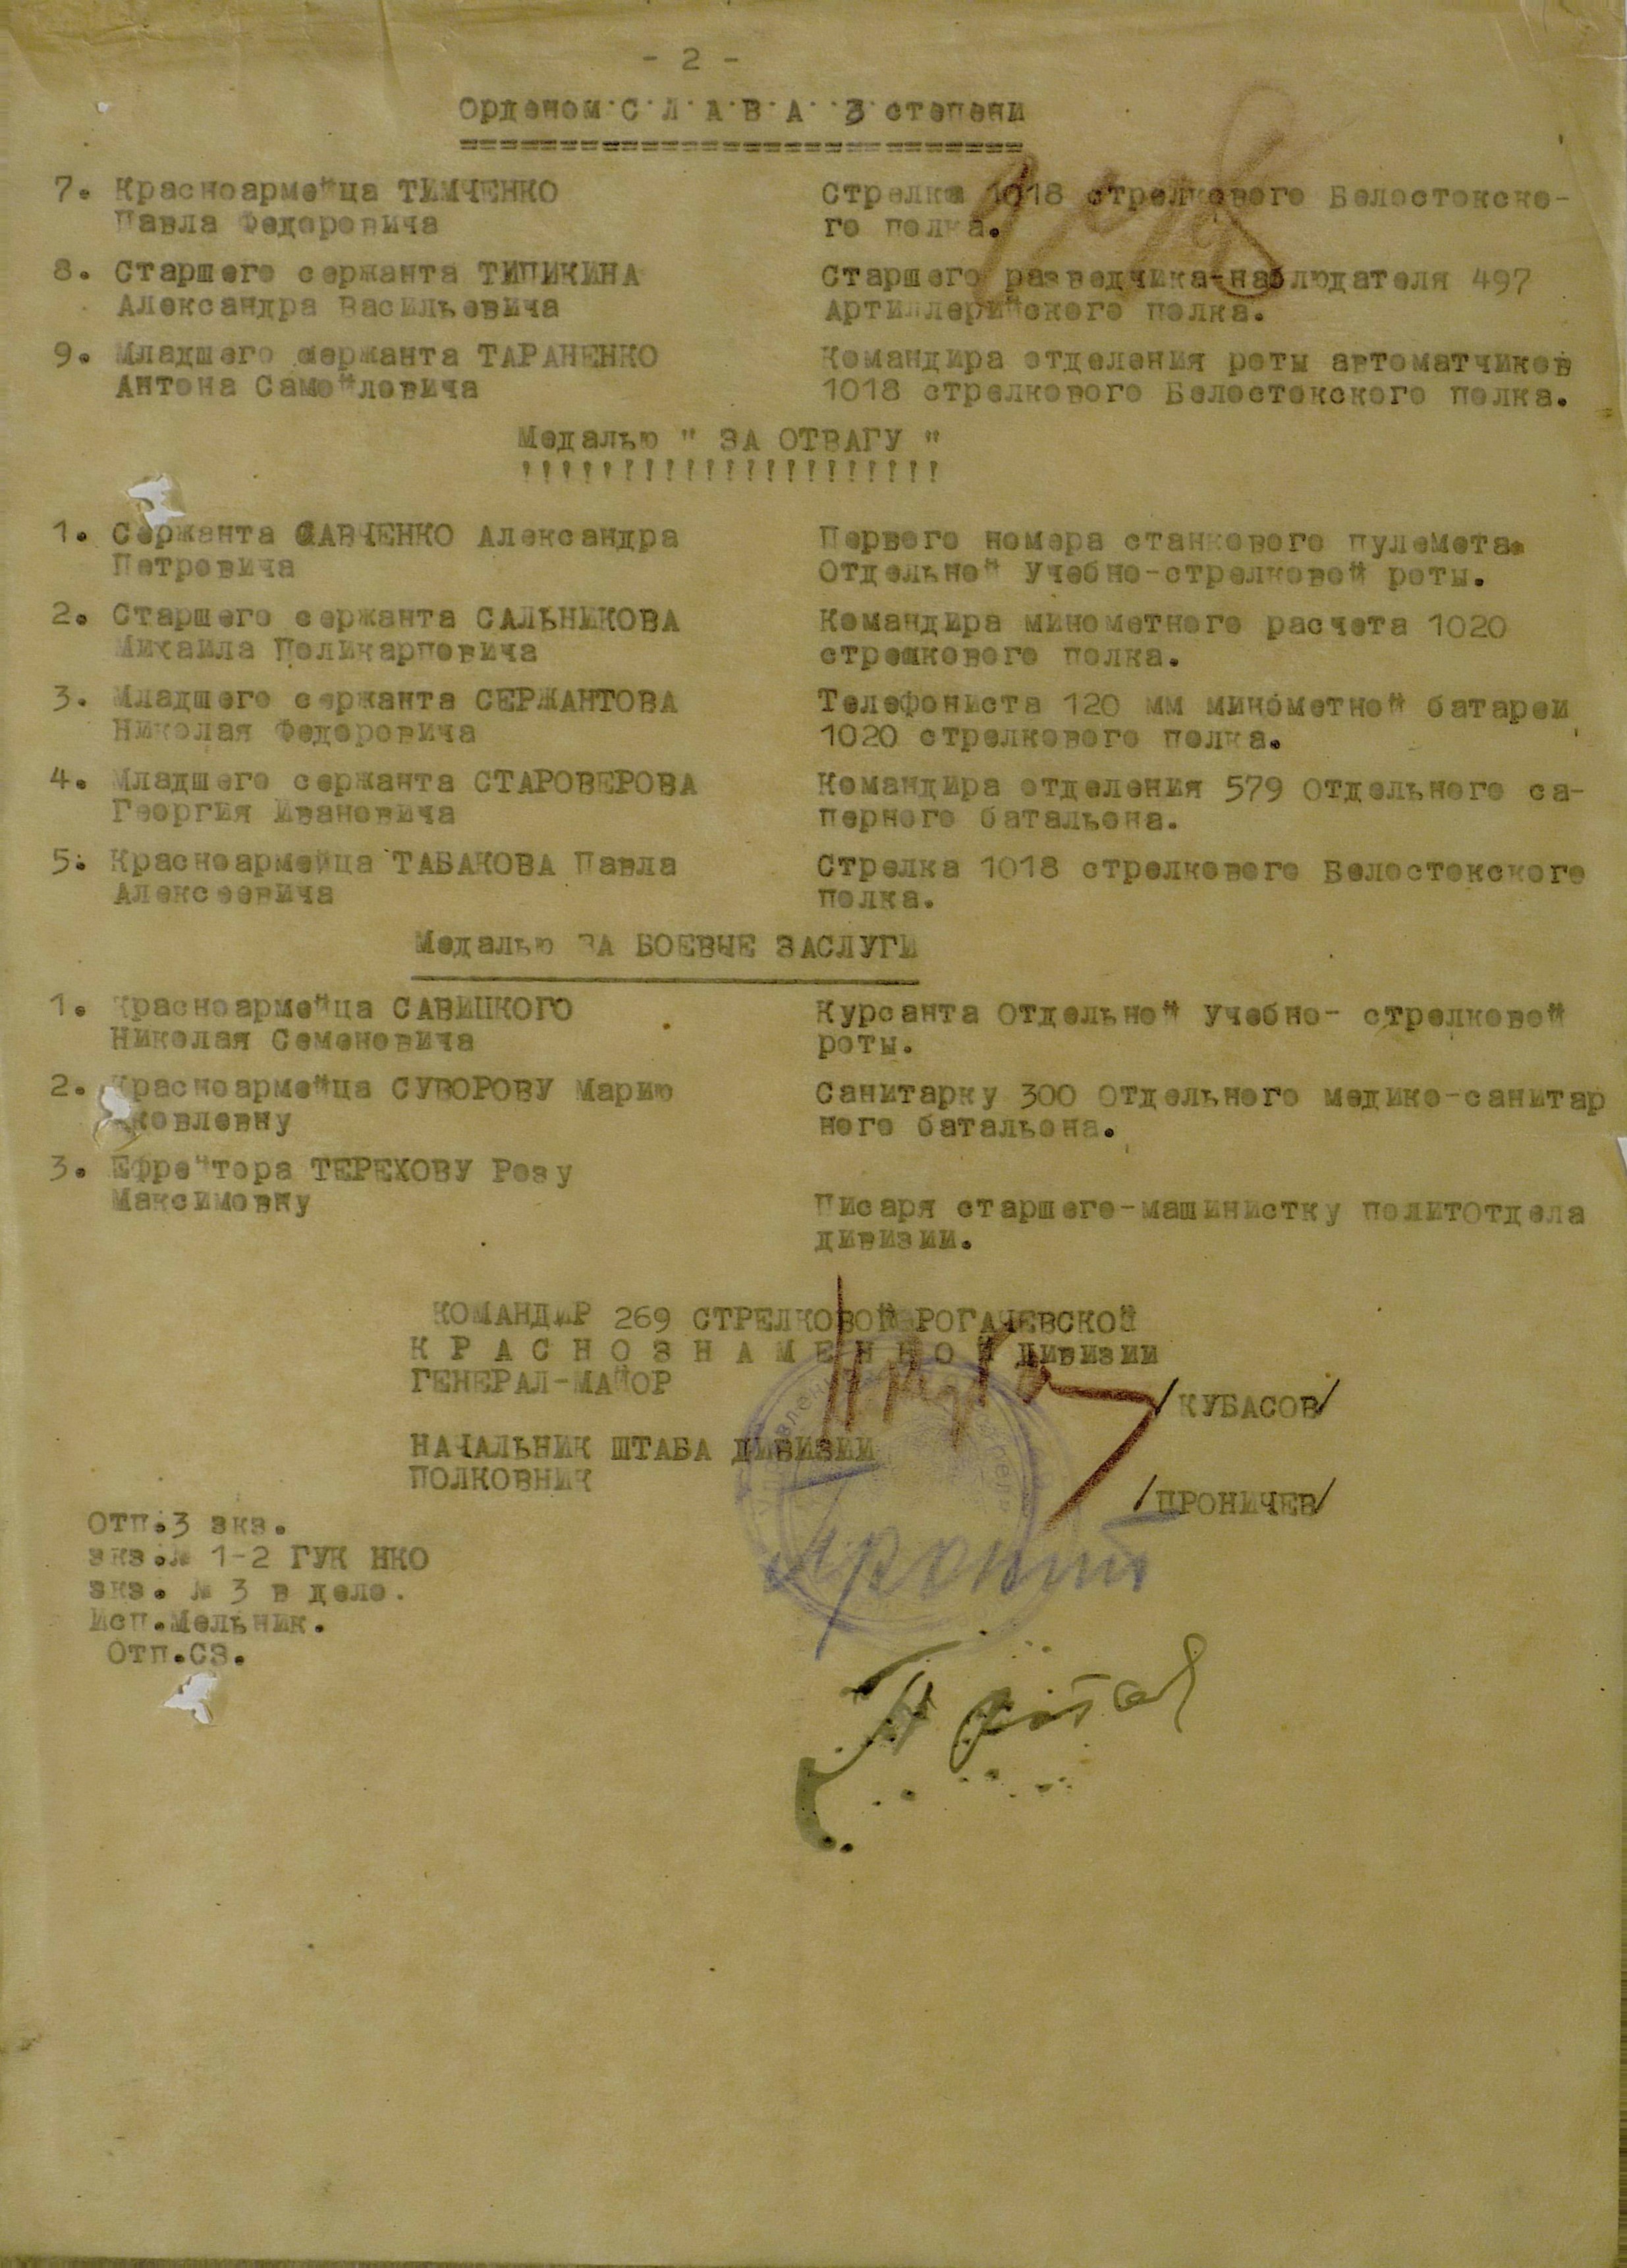 - 2 -
Орденом С Л А В А 3 степени
============================
7. Красноармейца ТИМЧЕНКО
Павла Федоровича
Стрелка 1018 стрелкового Белостокско-
го полка.
8. Старшего сержанта ТИПИКИНА
Александра Васильевича
Старшего разведчика-наблюдателя 497
Артиллерийского полка.
9. Младшего сержанта ТАРАНЕНКО
Антона Самойловича
Командира отделения роты автоматчиков
1018 стрелкового Белостокского полка.
Медалью " ЗА ОТВАГУ "
!!!!!!!!!!!!!!!!!!!!!
1. Сержанта САВЧЕНКО Александра
Петровича
Первого номера станкового пулемета
Отдельной Учебно-стрелковой роты.
2. Старшего сержанта САЛЬНИКОВА
Михаила Поликарповича
Командира минометного расчета 1020
стрелкового полка.
3. Младшего сержанта СЕРЖАНТОВА
Николая Федоровича
Телефониста 120 мм минометной батареи
1020 стрелкового полка.
4. Младшего сержанта СТАРОВЕРОВА
Георгия Ивановича
Командира отделения 579 Отдельного са-
перного батальона.
5. Красноармейца ТАБАКОВА Павла
Алексеевича
Стрелка 1018 стрелкового Белостокского
полка.
Медалью ЗА БОЕВЫЕ ЗАСЛУГИ
1. Красноармейца САВИЦКОГО
Николая Семеновича
Курсанта Отдельной Учебно- стрелковой
роты.
2. Красноармейца СУВОРОВУ Марию
Яковлевну
Санитарку 300 Отдельного медико-санитар
ного батальона.
3. Ефрейтора ТЕРЕХОВУ Розу
Максимовну
Писаря старшего-машинистку политотдела
дивизии.
КОМАНДИР 269 СТРЕЛКОВОЙ РОГАЧЕВСКОЙ
К Р А С Н О З Н А М Е Н Н О Й Дивизии
ГЕНЕРАЛ-МАЙОР
/КУБАСОВ/
НАЧАЛЬНИК ШТАБА ДИВИЗИИ
ПОЛКОВНИК
/ПРОНИЧЕВ/
Отп.3 экз.
экз.№ 1-2 ГУК НКО
экз. № 3 в дело.
Исп.Мельник.
Отп.СЗ.